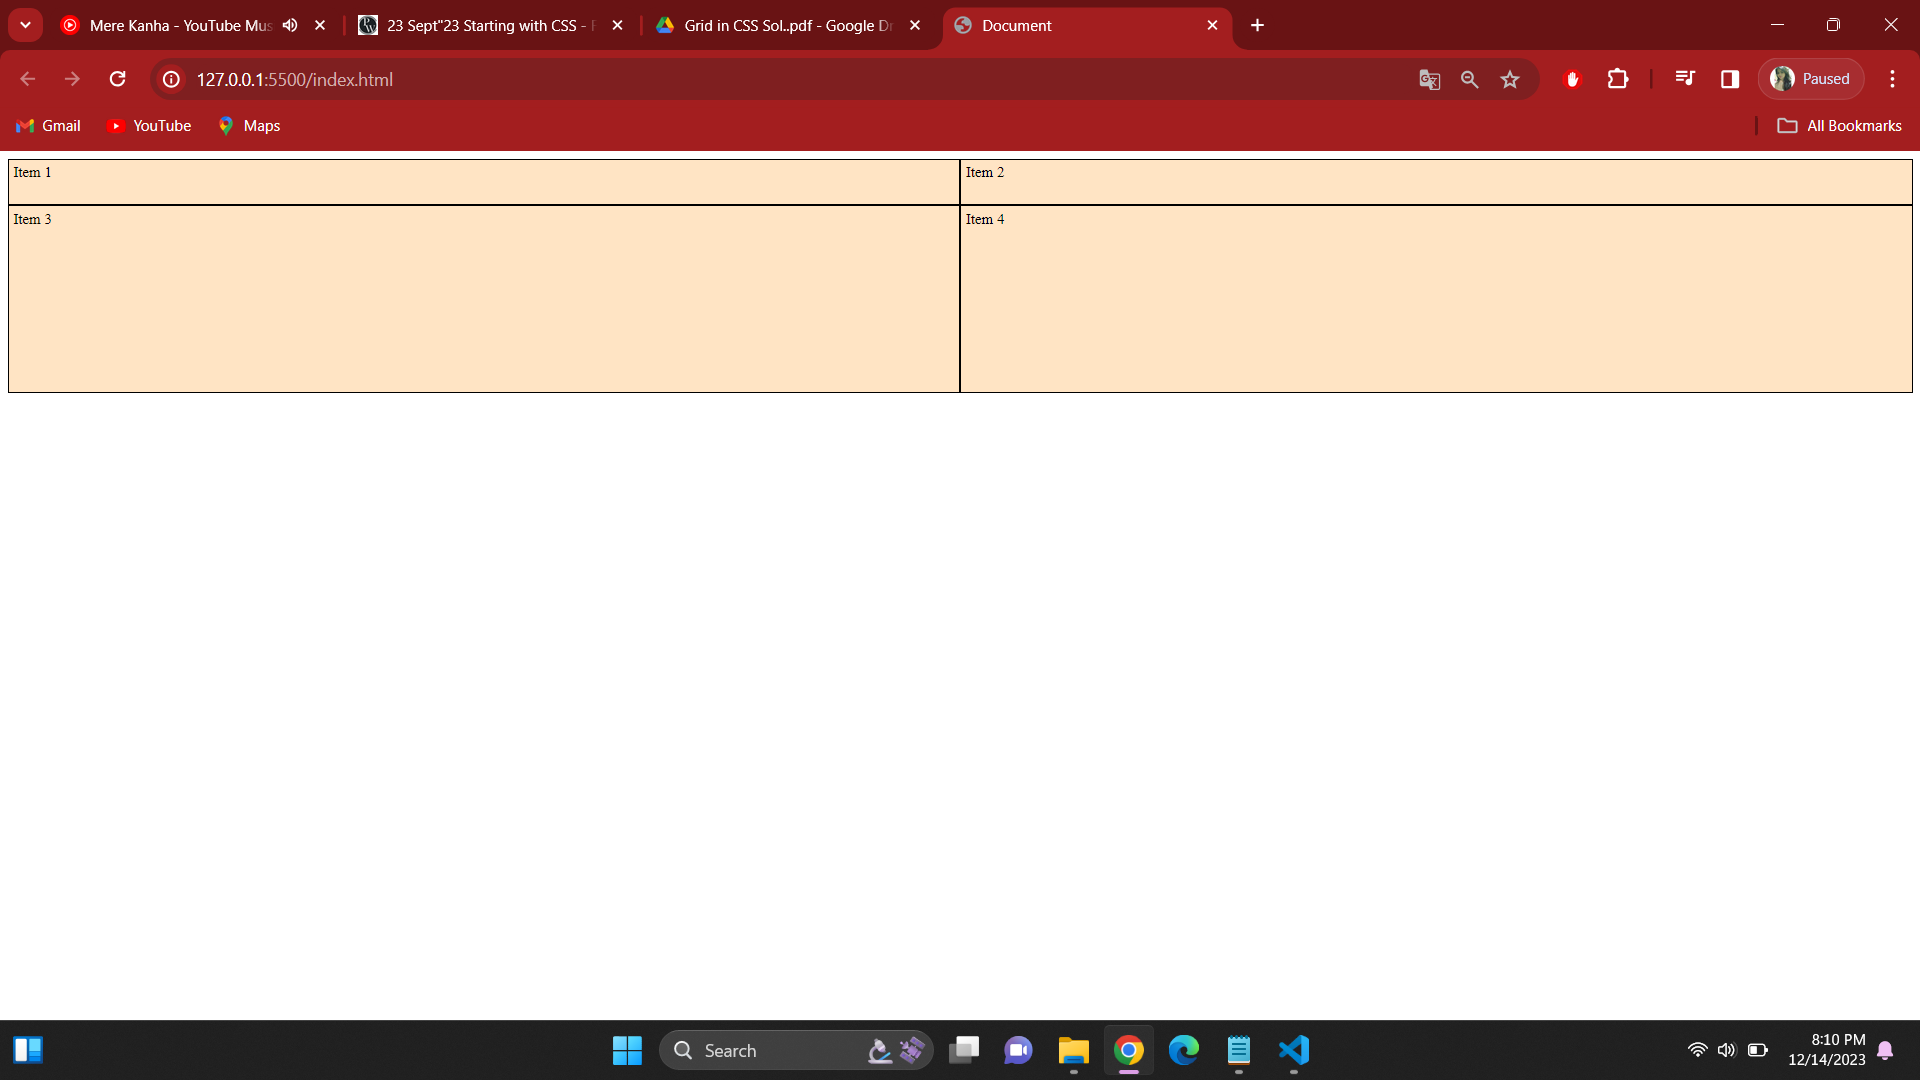 Mere Kanha - YouTube Mus
23 Sept"23 Starting with CSS - P
Grid in CSS Sol..pdf - Google Dr
Document
127.0.0.1:5500/index.html
Paused
Gmail
YouTube
Maps
All Bookmarks
Item 1
Item 2
Item 3
Item 4
Search
8:10 PM
12/14/2023